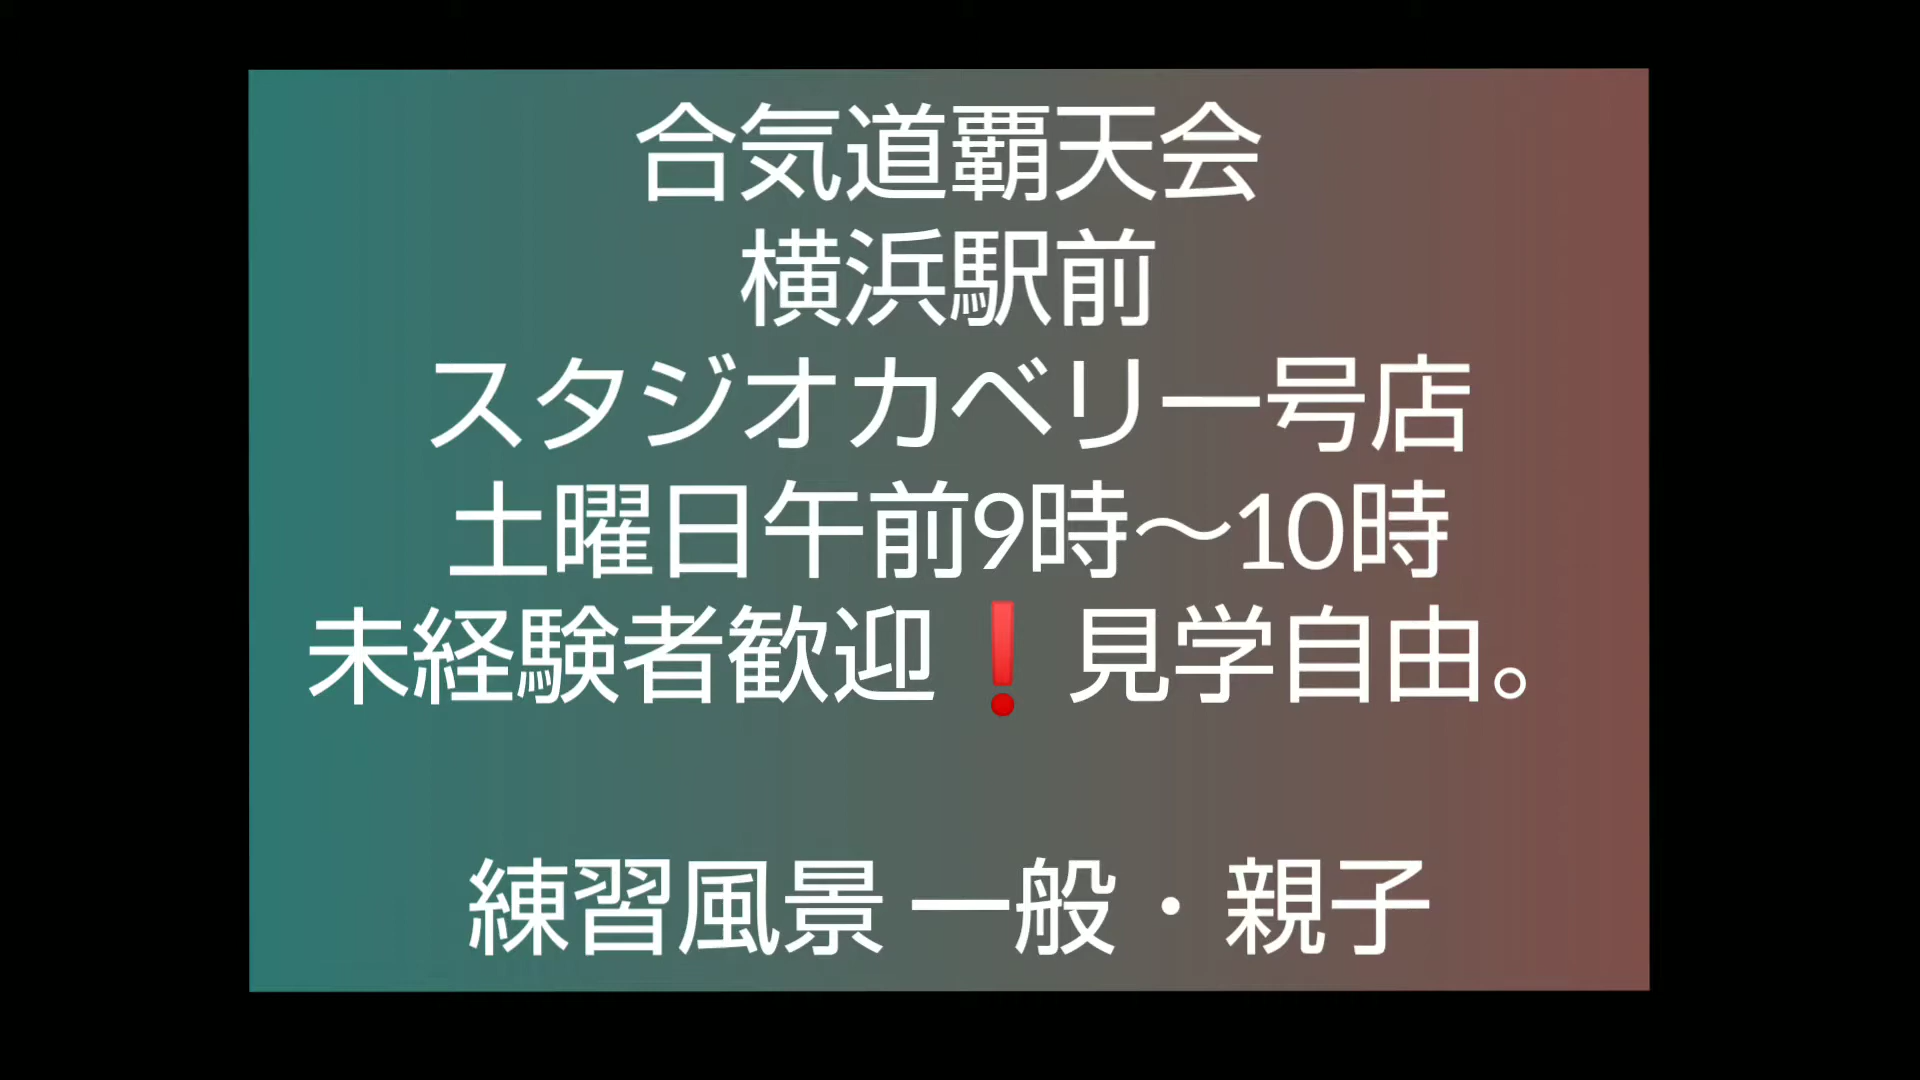 合気道覇天会
横浜駅前
スタジオカベリ一号店
土曜日午前9時～10時
未経験者歓迎❗見学自由。
練習風景 一般・親子